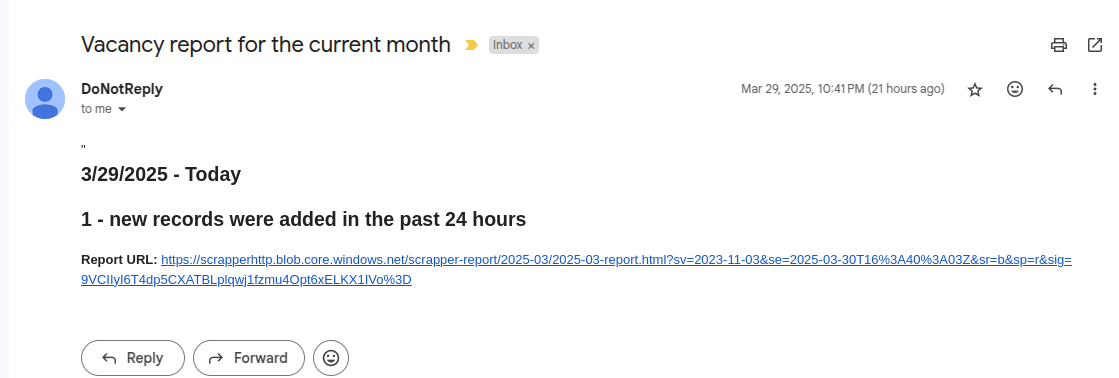 Vacancy report for the current month
Inbox ×
DoNotReply
Mar 29, 2025, 10:41 PM (21 hours ago)
to me
"
3/29/2025 - Today
1 - new records were added in the past 24 hours
Report URL: https://scrapperhttp.blob.core.windows.net/scrapper-report/2025-03/2025-03-report.html?sv=2023-11-03&se=2025-03-30T16%3A40%3A03Z&sr=b&sp=r&sig=
9VCIIyI6T4dp5CXATBLplqwj1fzmu4Opt6xELKX1IVo%3D
Reply
Forward